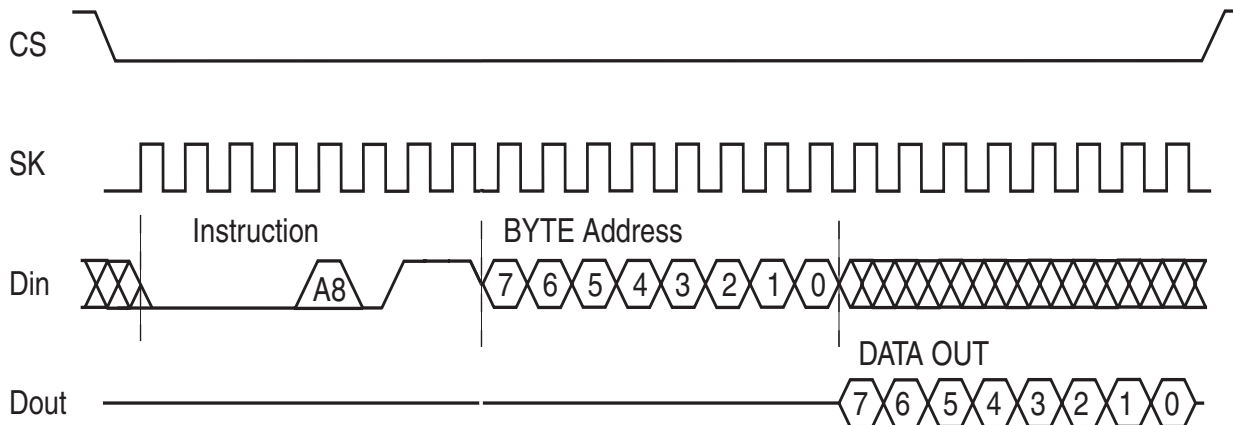 CS
SK
Instruction BYTE Address
Din A8 7 6 5 4 3 2 1 0
DATA OUT
Dout 7 6 5 4 3 2 1 0